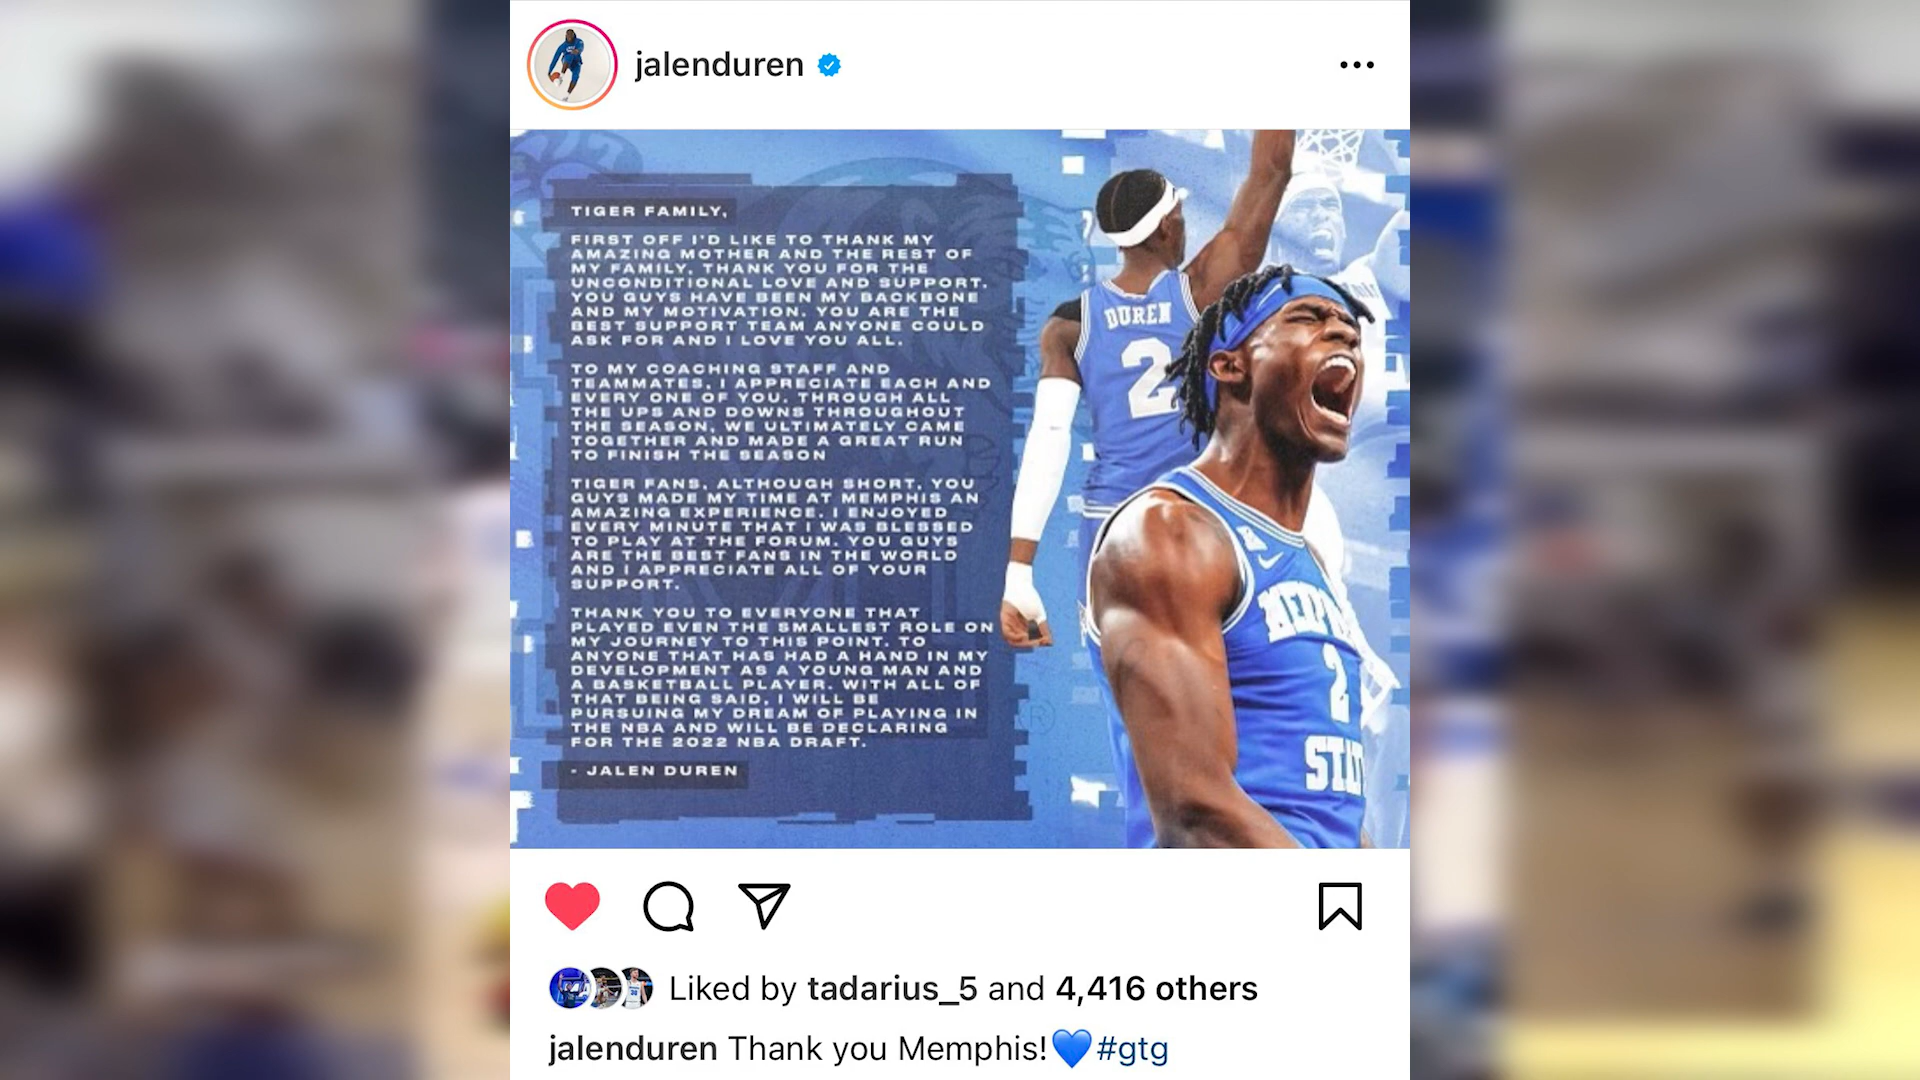 jalenduren
TIGER FAMILY,
FIRST OFF I'D LIKE TO THANK MY
AMAZING MOTHER AND THE REST OF
MY FAMILY. THANK YOU FOR THE
UNCONDITIONAL LOVE AND SUPPORT.
YOU GUYS HAVE BEEN MY BACKBONE
AND MY MOTIVATION. YOU ARE THE
BEST SUPPORT TEAM ANYONE COULD
ASK FOR AND I LOVE YOU ALL.
TO MY COACHING STAFF AND
TEAMMATES, I APPRECIATE EACH AND
EVERY ONE OF YOU. THROUGH ALL
THE UPS AND DOWNS THROUGHOUT
THE SEASON, WE ULTIMATELY CAME
TOGETHER AND MADE A GREAT RUN
TO FINISH THE SEASON
TIGER FANS, ALTHOUGH SHORT, YOU
GUYS MADE MY TIME AT MEMPHIS AN
AMAZING EXPERIENCE. I ENJOYED
EVERY MINUTE THAT I WAS BLESSED
TO PLAY AT THE FORUM. YOU GUYS
ARE THE BEST FANS IN THE WORLD
AND I APPRECIATE ALL OF YOUR
SUPPORT.
THANK YOU TO EVERYONE THAT
PLAYED EVEN THE SMALLEST ROLE ON
MY JOURNEY TO THIS POINT. TO
ANYONE THAT HAS HAD A HAND IN MY
DEVELOPMENT AS A YOUNG MAN AND
A BASKETBALL PLAYER. WITH ALL OF
THAT BEING SAID, I WILL BE
PURSUING MY DREAM OF PLAYING IN
THE NBA AND WILL BE DECLARING
FOR THE 2022 NBA DRAFT.
- JALEN DUREN
DUREN
2
2
Liked by tadarius_5 and 4,416 others
jalenduren Thank you Memphis!💙#gtg